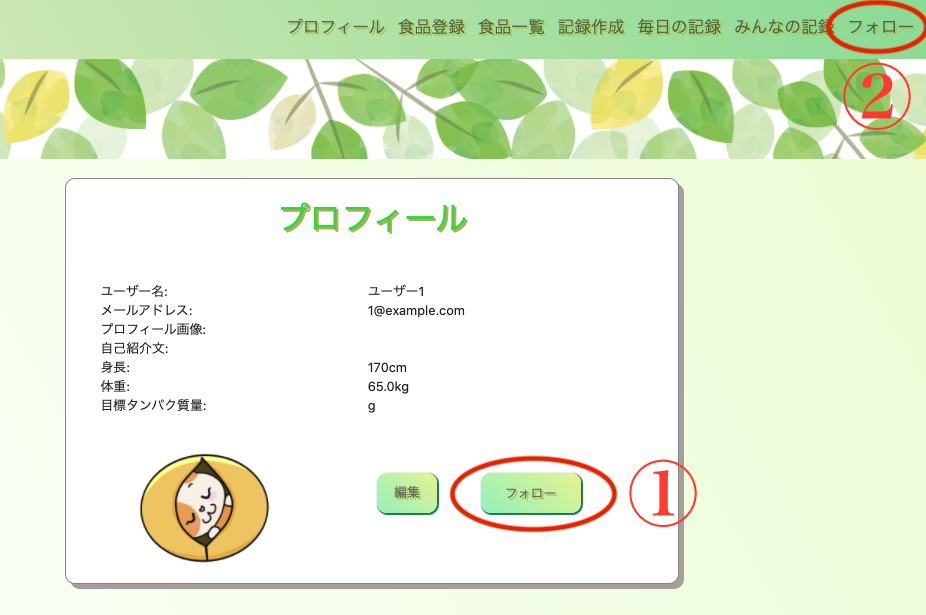 プロフィール 食品登録 食品一覧 記録作成 毎日の記録 みんなの記録 フォロー
②
プロフィール
ユーザー名: ユーザー1
メールアドレス: 1@example.com
プロフィール画像:
自己紹介文:
身長: 170cm
体重: 65.0kg
目標タンパク質量: g
編集 フォロー ①